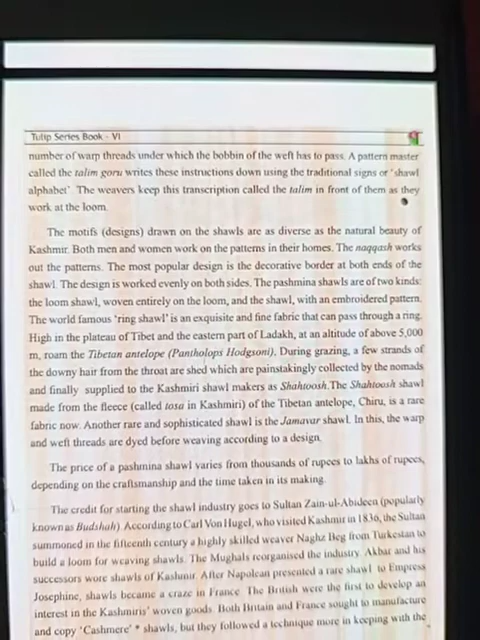 Tulip Series Book - VI
number of warp threads under which the bobbin of the weft has to pass. A pattern master
called the talim goru writes these instructions down using the traditional signs or 'shawl
alphabet'. The weavers keep this transcription called the talim in front of them as they
work at the loom.
The motifs (designs) drawn on the shawls are as diverse as the natural beauty of
Kashmir. Both men and women work on the patterns in their homes. The naqqash works
out the patterns. The most popular design is the decorative border at both ends of the
shawl. The design is worked evenly on both sides. The pashmina shawls are of two kinds:
the loom shawl, woven entirely on the loom, and the shawl, with an embroidered pattern.
The world famous 'ring shawl' is an exquisite and fine fabric that can pass through a ring.
High in the plateau of Tibet and the eastern part of Ladakh, at an altitude of above 5,000
m, roam the Tibetan antelope (Pantholops Hodgsoni). During grazing, a few strands of
the downy hair from the throat are shed which are painstakingly collected by the nomads
and finally supplied to the Kashmiri shawl makers as Shahtoosh.The Shahtoosh shawl
made from the fleece (called tosa in Kashmiri) of the Tibetan antelope, Chiru, is a rare
fabric now. Another rare and sophisticated shawl is the Jamavar shawl. In this, the warp
and weft threads are dyed before weaving according to a design.
The price of a pashmina shawl varies from thousands of rupees to lakhs of rupees,
depending on the craftsmanship and the time taken in its making.
The credit for starting the shawl industry goes to Sultan Zain-ul-Abideen (popularly
known as Budshah). According to Carl Von Hugel, who visited Kashmir in 1836, the Sultan
summoned in the fifteenth century a highly skilled weaver Naghz Beg from Turkestan to
build a loom for weaving shawls. The Mughals reorganised the industry. Akbar and his
successors wore shawls of Kashmir. After Napolean presented a rare shawl to Empress
Josephine, shawls became a craze in France. The British were the first to develop an
interest in the Kashmiris' woven goods. Both Britain and France sought to manufacture
and copy 'Cashmere' * shawls, but they followed a technique more in keeping with the